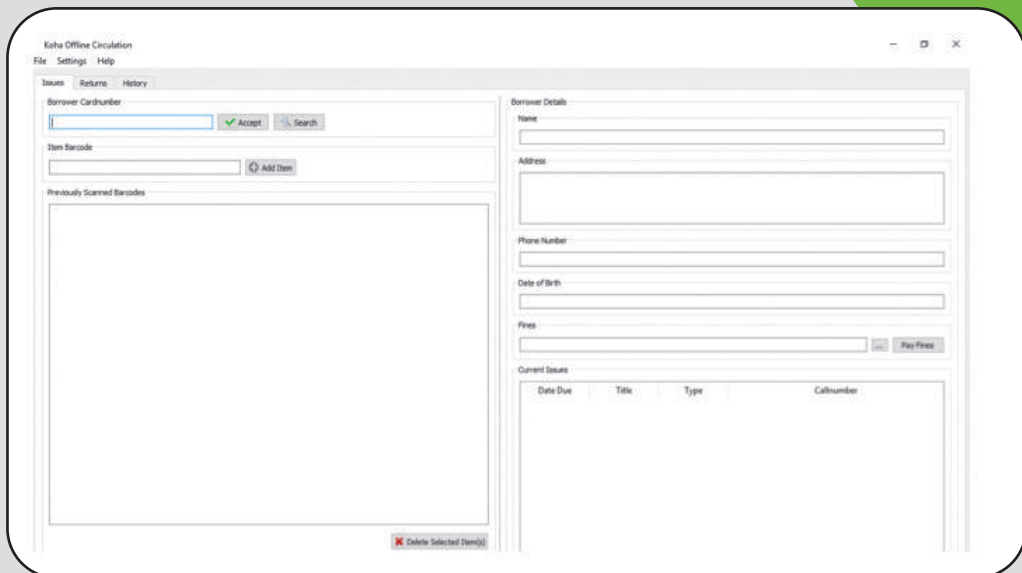 Koha Offline Circulation
File Settings Help
Issues Returns History
Borrower Cardnumber
Accept Search
Item Barcode
Add Item
Previously Scanned Barcodes
Delete Selected Item(s)
Borrower Details
Name
Address
Phone Number
Date of Birth
Fines
... Pay Fines
Current Issues
Date Due Title Type Callnumber